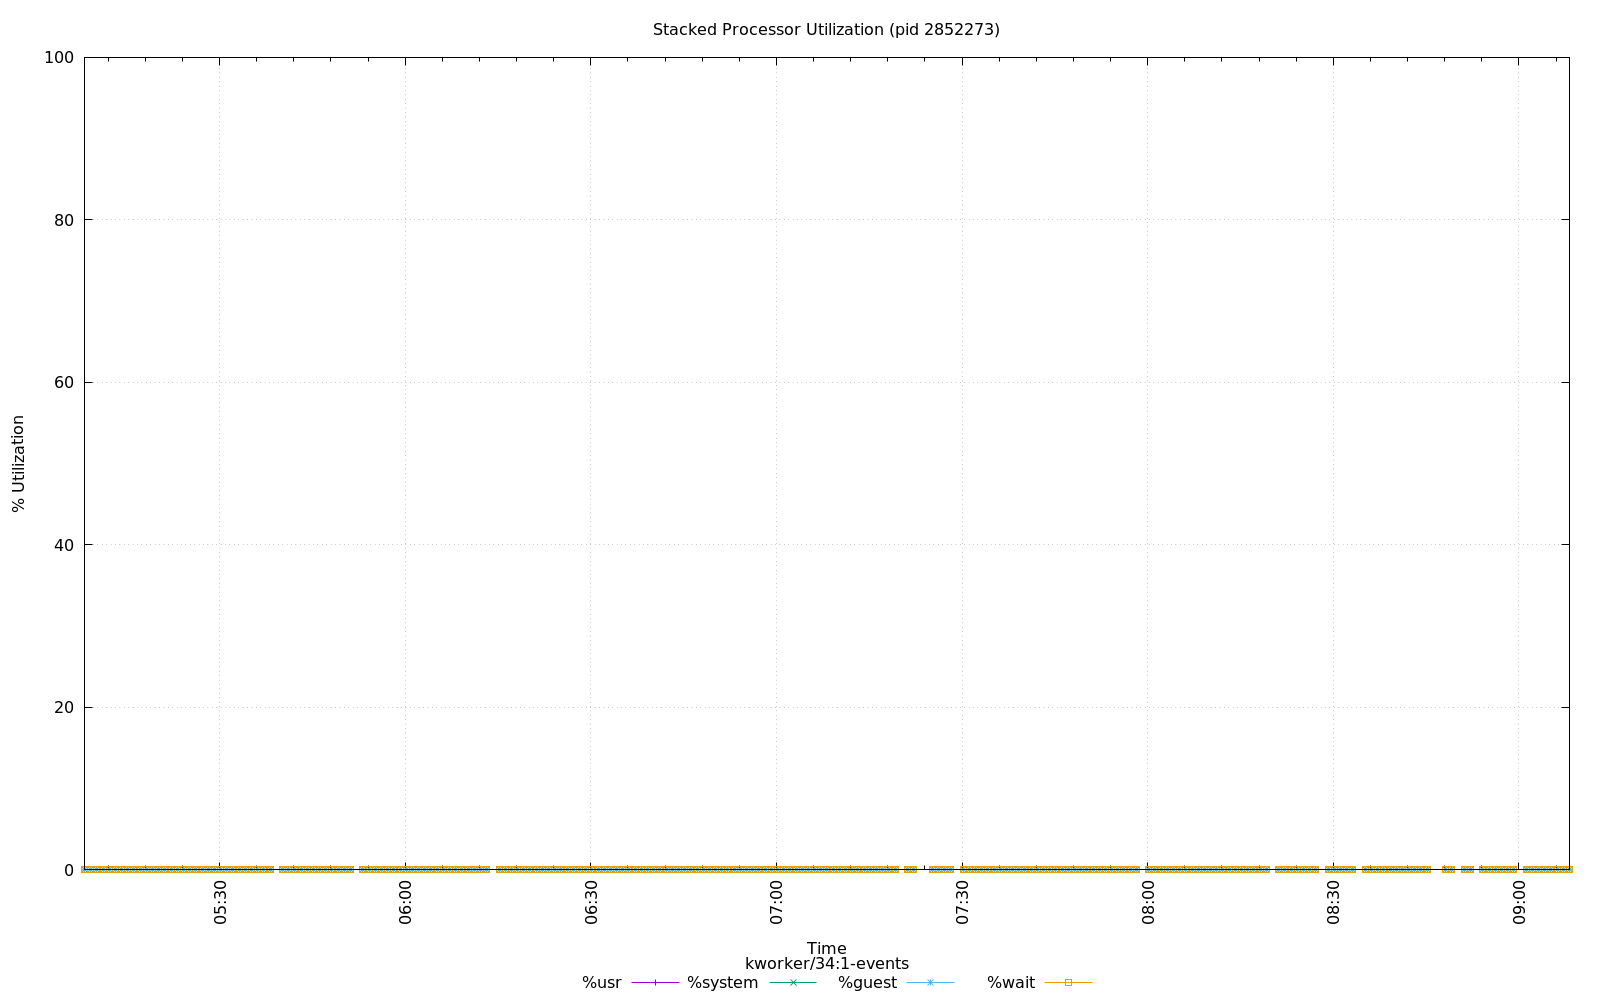 Stacked Processor Utilization (pid 2852273)
100
80
60
40
20
0
% Utilization
05:30
06:00
06:30
07:00
07:30
08:00
08:30
09:00
Time
kworker/34:1-events
%usr %system %guest %wait